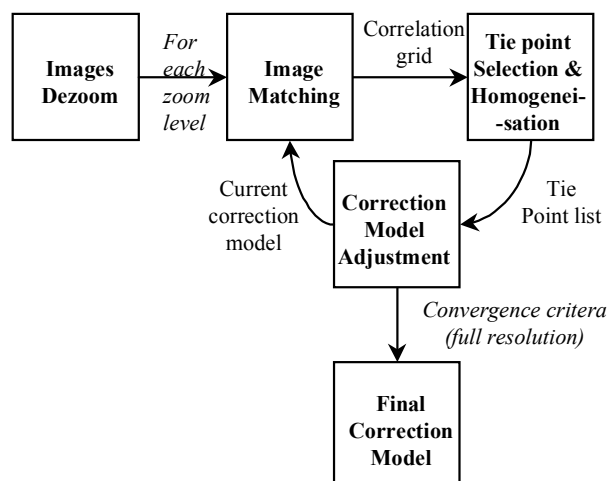 Images
Dezoom
For
each
zoom
level
Image
Matching
Correlation
grid
Tie point
Selection &
Homogenei-
-sation
Current
correction
model
Correction
Model
Adjustment
Tie
Point list
Convergence critera
(full resolution)
Final
Correction
Model